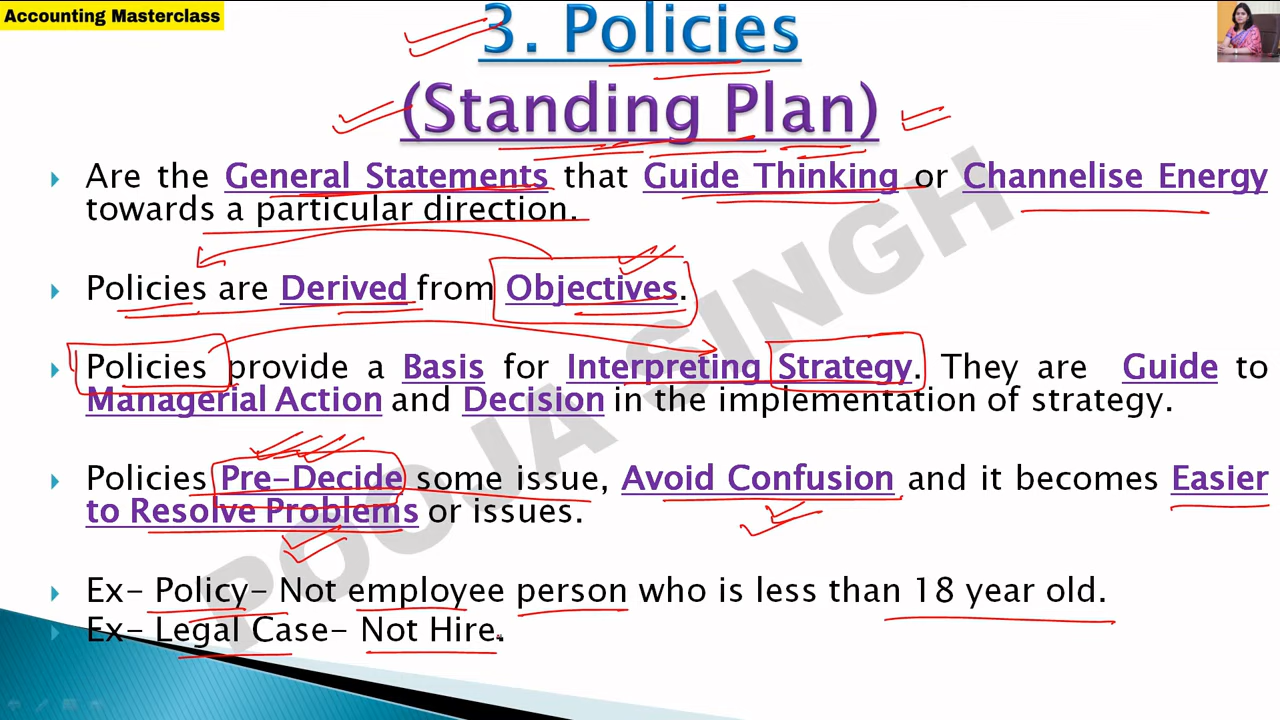 Accounting Masterclass
3. Policies
(Standing Plan)
Are the General Statements that Guide Thinking or Channelise Energy
towards a particular direction.
Policies are Derived from Objectives.
Policies provide a Basis for Interpreting Strategy. They are Guide to
Managerial Action and Decision in the implementation of strategy.
Policies Pre-Decide some issue, Avoid Confusion and it becomes Easier
to Resolve Problems or issues.
Ex- Policy- Not employee person who is less than 18 year old.
Ex- Legal Case- Not Hire.
POOJA SINGH